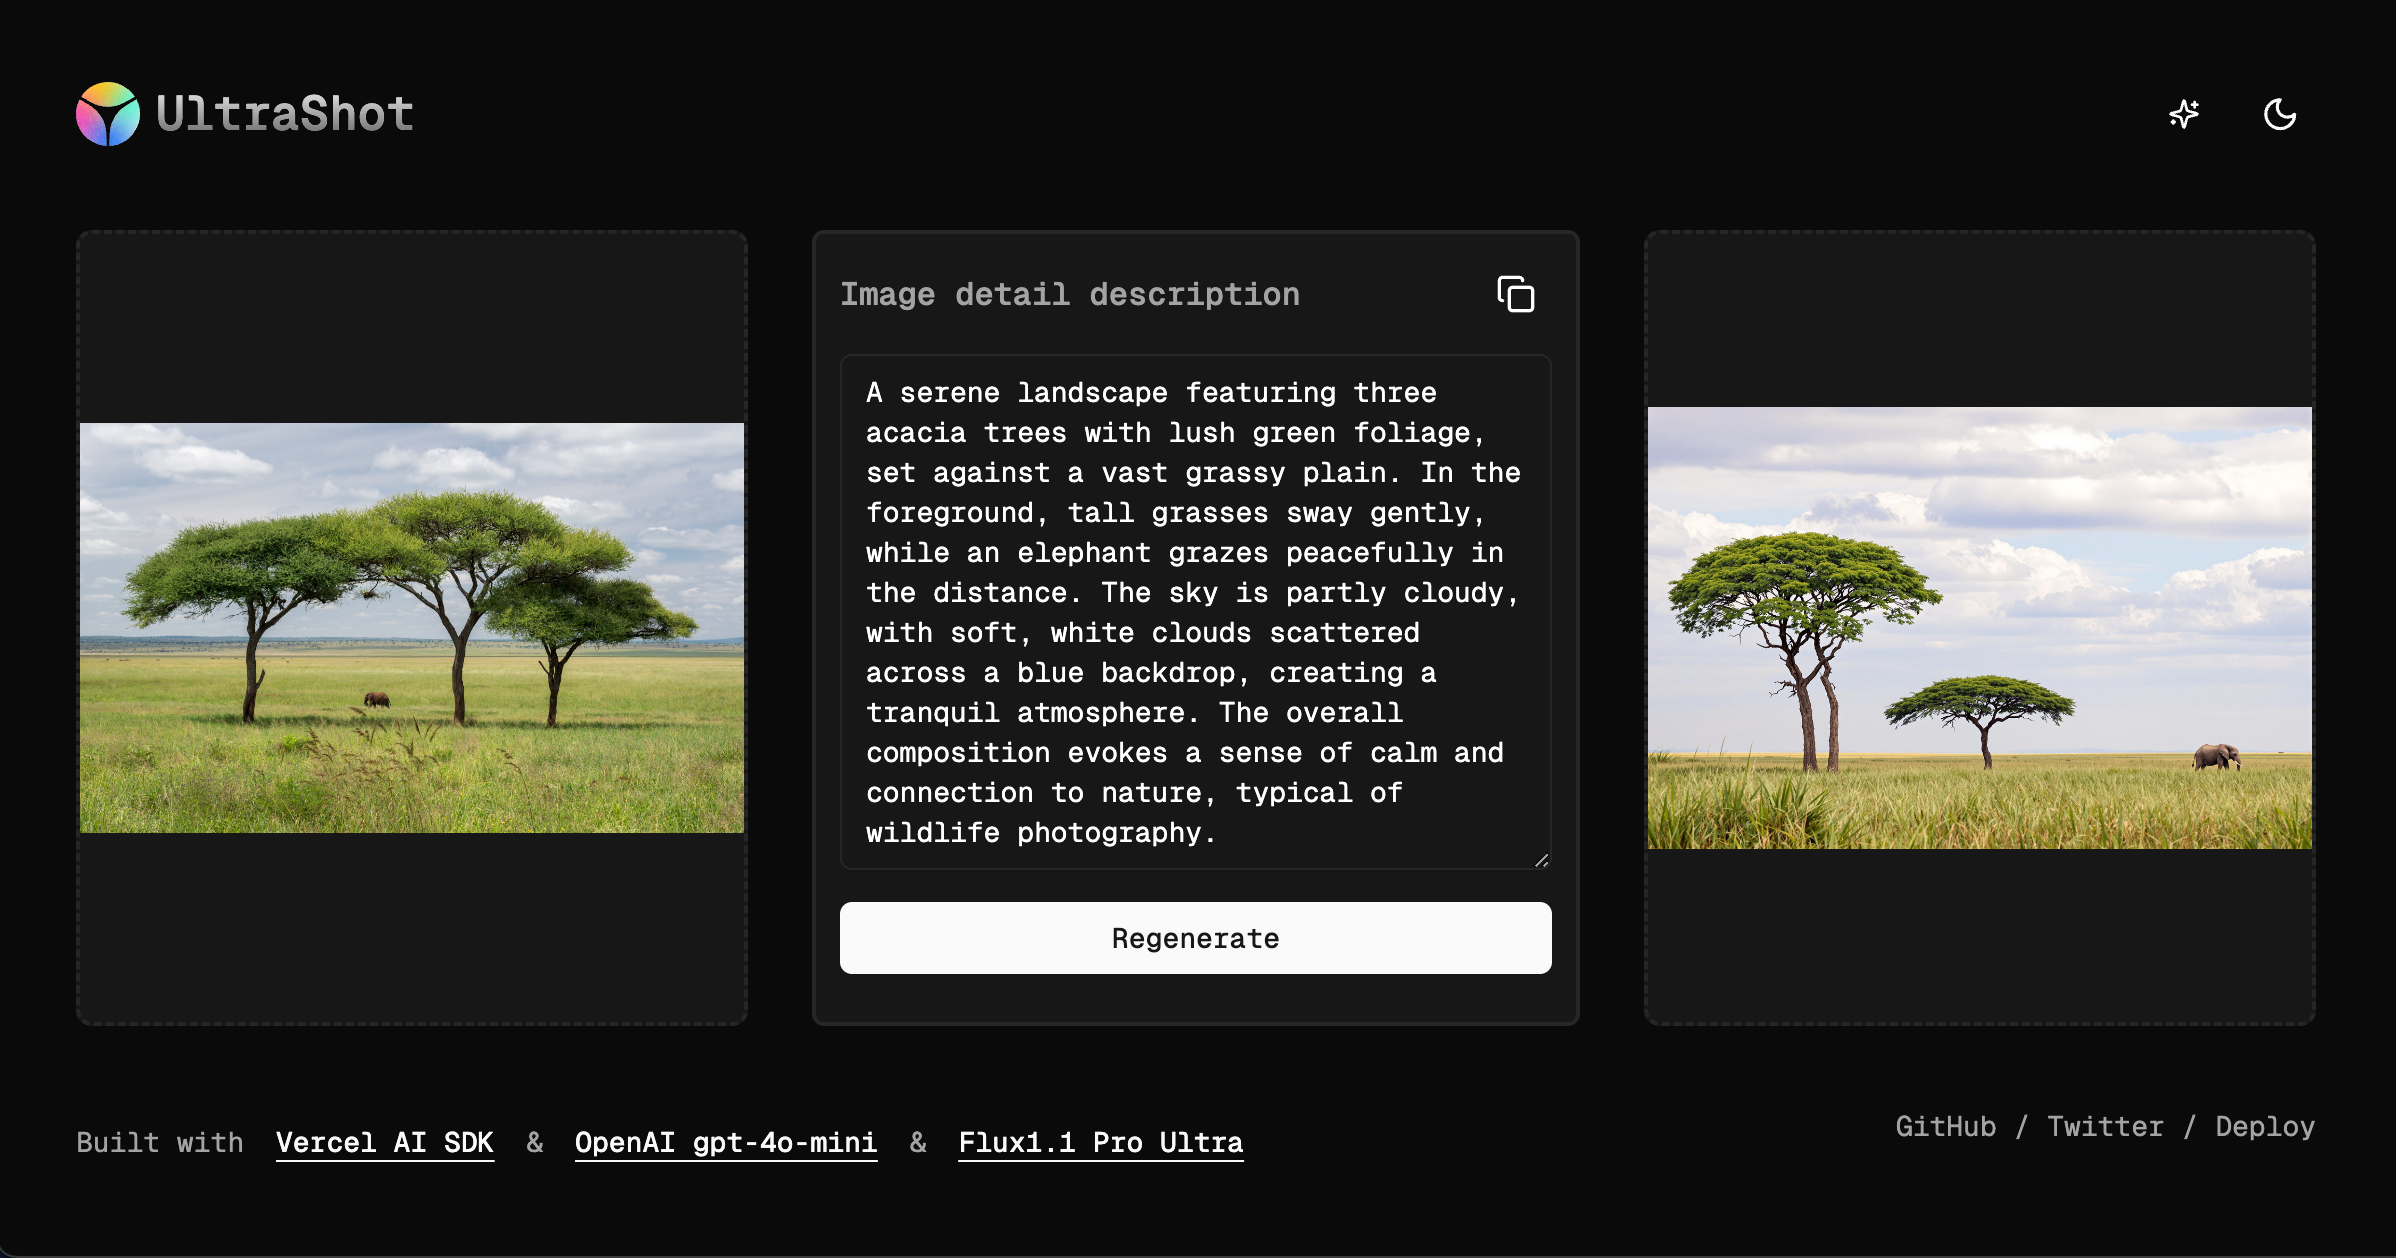 UltraShot
Image detail description
A serene landscape featuring three
acacia trees with lush green foliage,
set against a vast grassy plain. In the
foreground, tall grasses sway gently,
while an elephant grazes peacefully in
the distance. The sky is partly cloudy,
with soft, white clouds scattered
across a blue backdrop, creating a
tranquil atmosphere. The overall
composition evokes a sense of calm and
connection to nature, typical of
wildlife photography.
Regenerate
Built with Vercel AI SDK & OpenAI gpt-4o-mini & Flux1.1 Pro Ultra
GitHub / Twitter / Deploy